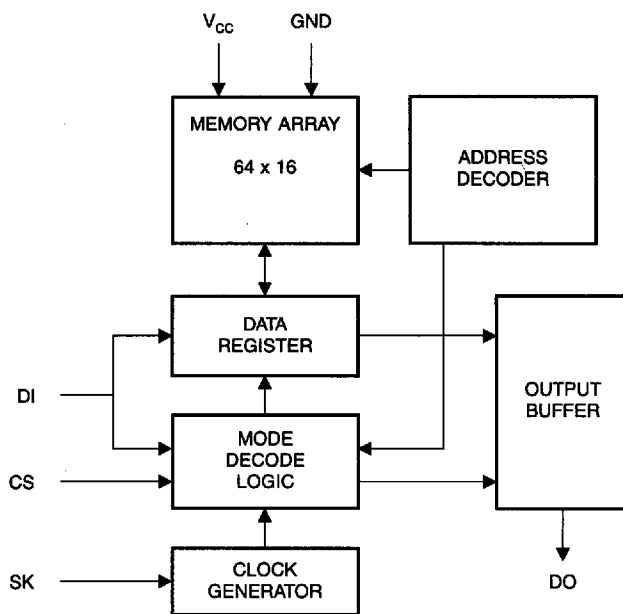 V_CC GND
MEMORY ARRAY
64 x 16
ADDRESS
DECODER
DATA
REGISTER
OUTPUT
BUFFER
DI
MODE
DECODE
LOGIC
CS
SK
CLOCK
GENERATOR
DO